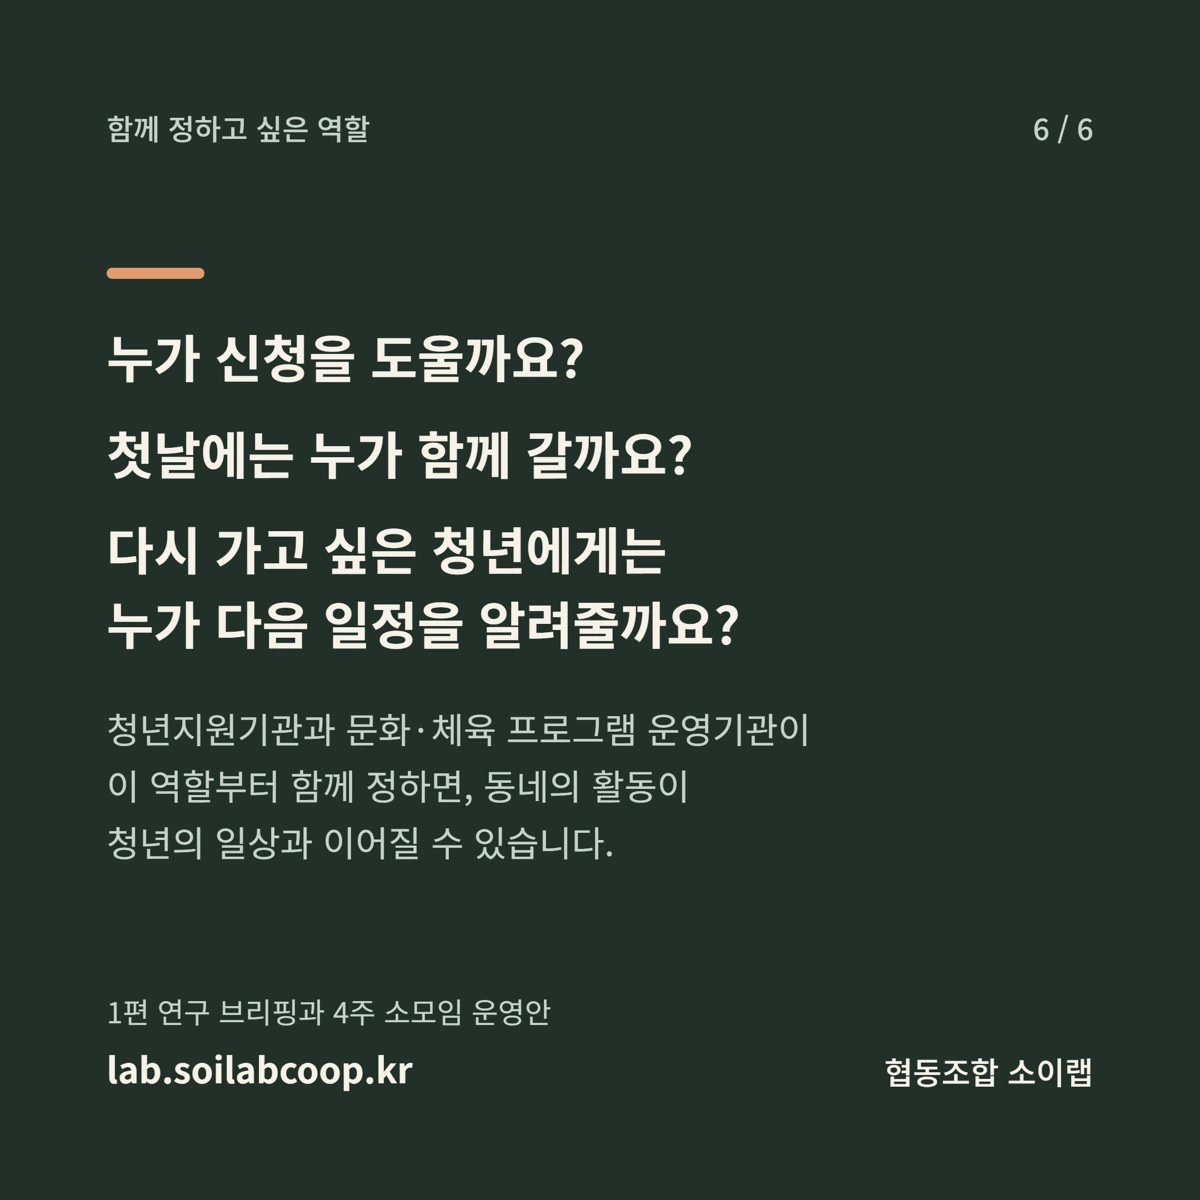 함께 정하고 싶은 역할
6 / 6
누가 신청을 도울까요?
첫날에는 누가 함께 갈까요?
다시 가고 싶은 청년에게는
누가 다음 일정을 알려줄까요?
청년지원기관과 문화·체육 프로그램 운영기관이
이 역할부터 함께 정하면, 동네의 활동이
청년의 일상과 이어질 수 있습니다.
1편 연구 브리핑과 4주 소모임 운영안
lab.soilabcoop.kr
협동조합 소이랩